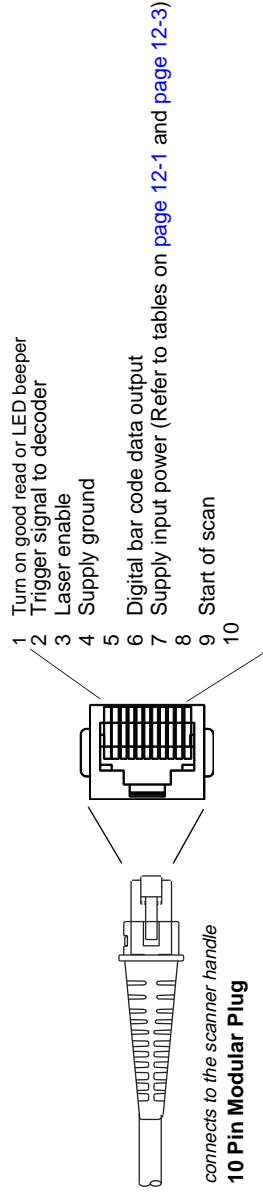 1 Turn on good read or LED beeper
2 Trigger signal to decoder
3 Laser enable
4 Supply ground
5
6 Digital bar code data output
7 Supply input power (Refer to tables on page 12-1 and page 12-3)
8
9 Start of scan
10
connects to the scanner handle
10 Pin Modular Plug